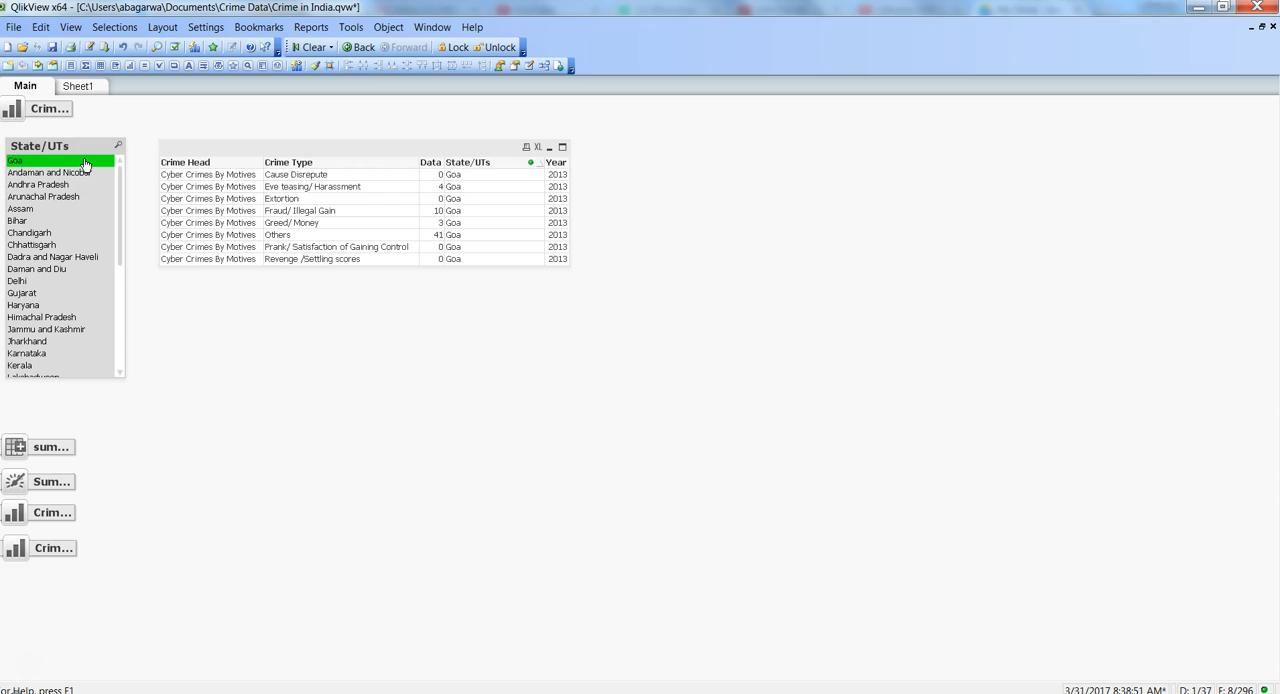 QlikView x64 - [C:\Users\abagarwa\Documents\Crime Data\Crime in India.qvw*]
File Edit View Selections Layout Settings Bookmarks Reports Tools Object Window Help
Clear Back Forward Lock Unlock
Main Sheet1
Crim...
State/UTs
Goa
Andaman and Nicobar
Andhra Pradesh
Arunachal Pradesh
Assam
Bihar
Chandigarh
Chhattisgarh
Dadra and Nagar Haveli
Daman and Diu
Delhi
Gujarat
Haryana
Himachal Pradesh
Jammu and Kashmir
Jharkhand
Karnataka
Kerala
Lakshadweep
XL
Crime Head Crime Type Data State/UTs Year
Cyber Crimes By Motives Cause Disrepute 0 Goa 2013
Cyber Crimes By Motives Eve teasing/ Harassment 4 Goa 2013
Cyber Crimes By Motives Extortion 0 Goa 2013
Cyber Crimes By Motives Fraud/ Illegal Gain 10 Goa 2013
Cyber Crimes By Motives Greed/ Money 3 Goa 2013
Cyber Crimes By Motives Others 41 Goa 2013
Cyber Crimes By Motives Prank/ Satisfaction of Gaining Control 0 Goa 2013
Cyber Crimes By Motives Revenge /Settling scores 0 Goa 2013
sum...
Sum...
Crim...
Crim...
or Help, press F1
3/31/2017 8:38:51 AM* D: 1/37 F: 8/296